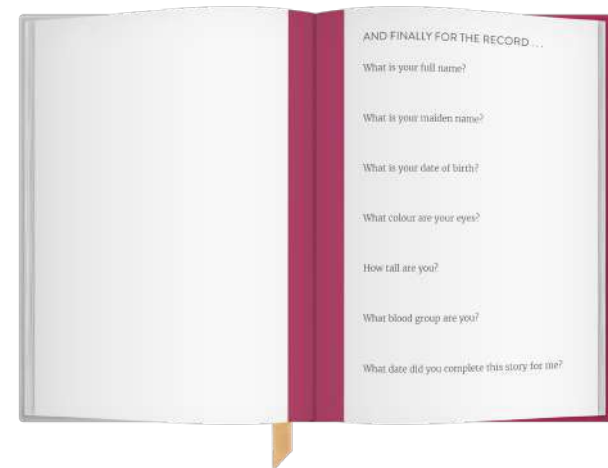 AND FINALLY FOR THE RECORD ...
What is your full name?
What is your maiden name?
What is your date of birth?
What colour are your eyes?
How tall are you?
What blood group are you?
What date did you complete this story for me?